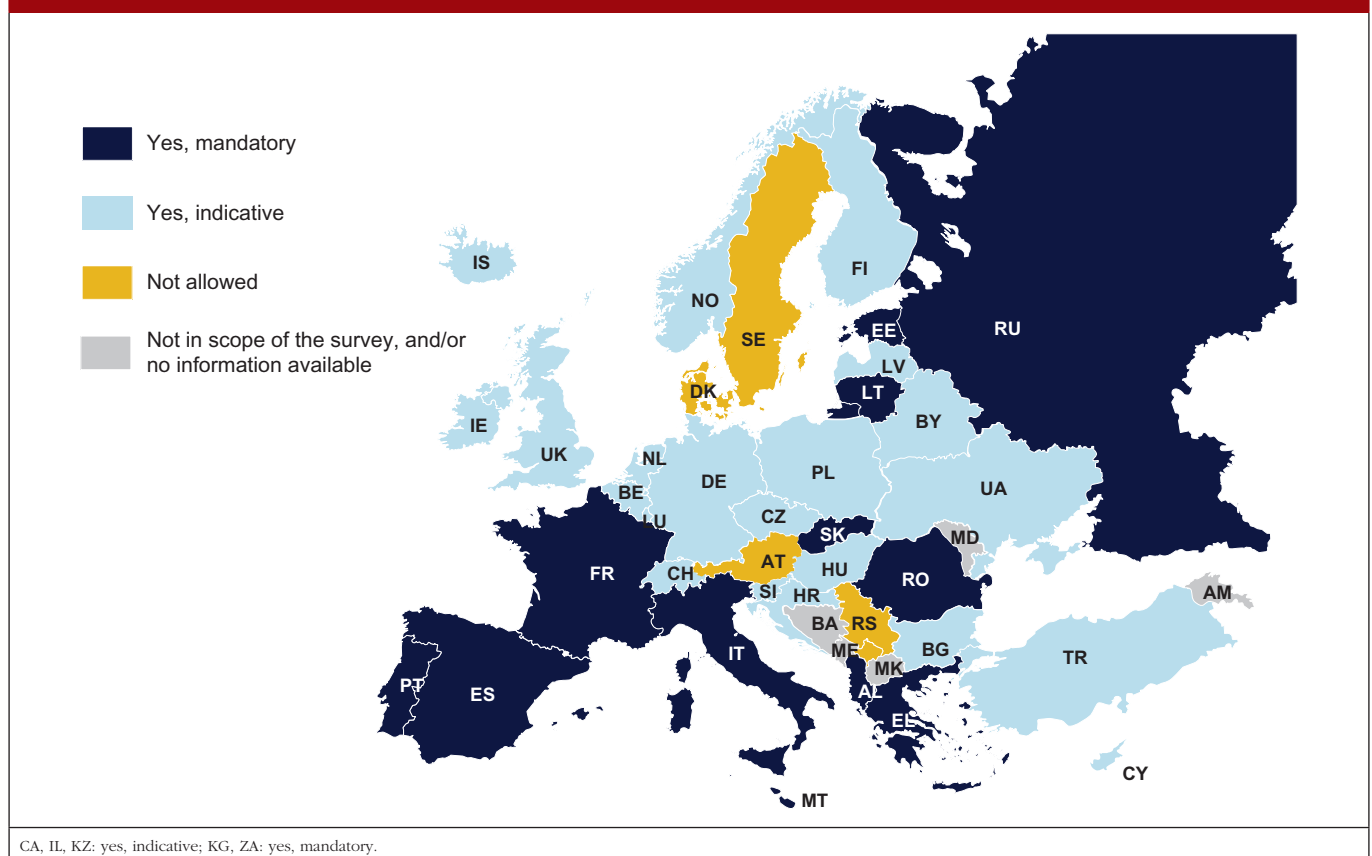 Yes, mandatory
Yes, indicative
Not allowed
Not in scope of the survey, and/or
no information available
IS
FI
NO
RU
EE
SE
LV
DK
LT
BY
IE
UK
NL
PL
DE
UA
BE
CZ
LU
SK
MD
AT
HU
CH
FR
RO
SI
HR
AM
BA
RS
ME
BG
IT
TR
MK
PT
ES
AL
EL
CY
MT
CA, IL, KZ: yes, indicative; KG, ZA: yes, mandatory.